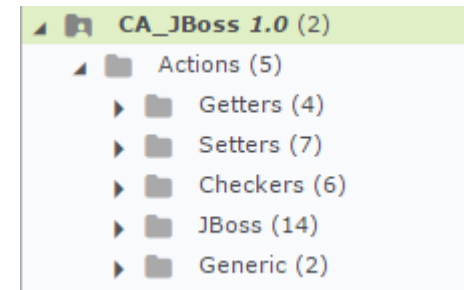 CA_JBoss 1.0 (2)
Actions (5)
Getters (4)
Setters (7)
Checkers (6)
JBoss (14)
Generic (2)